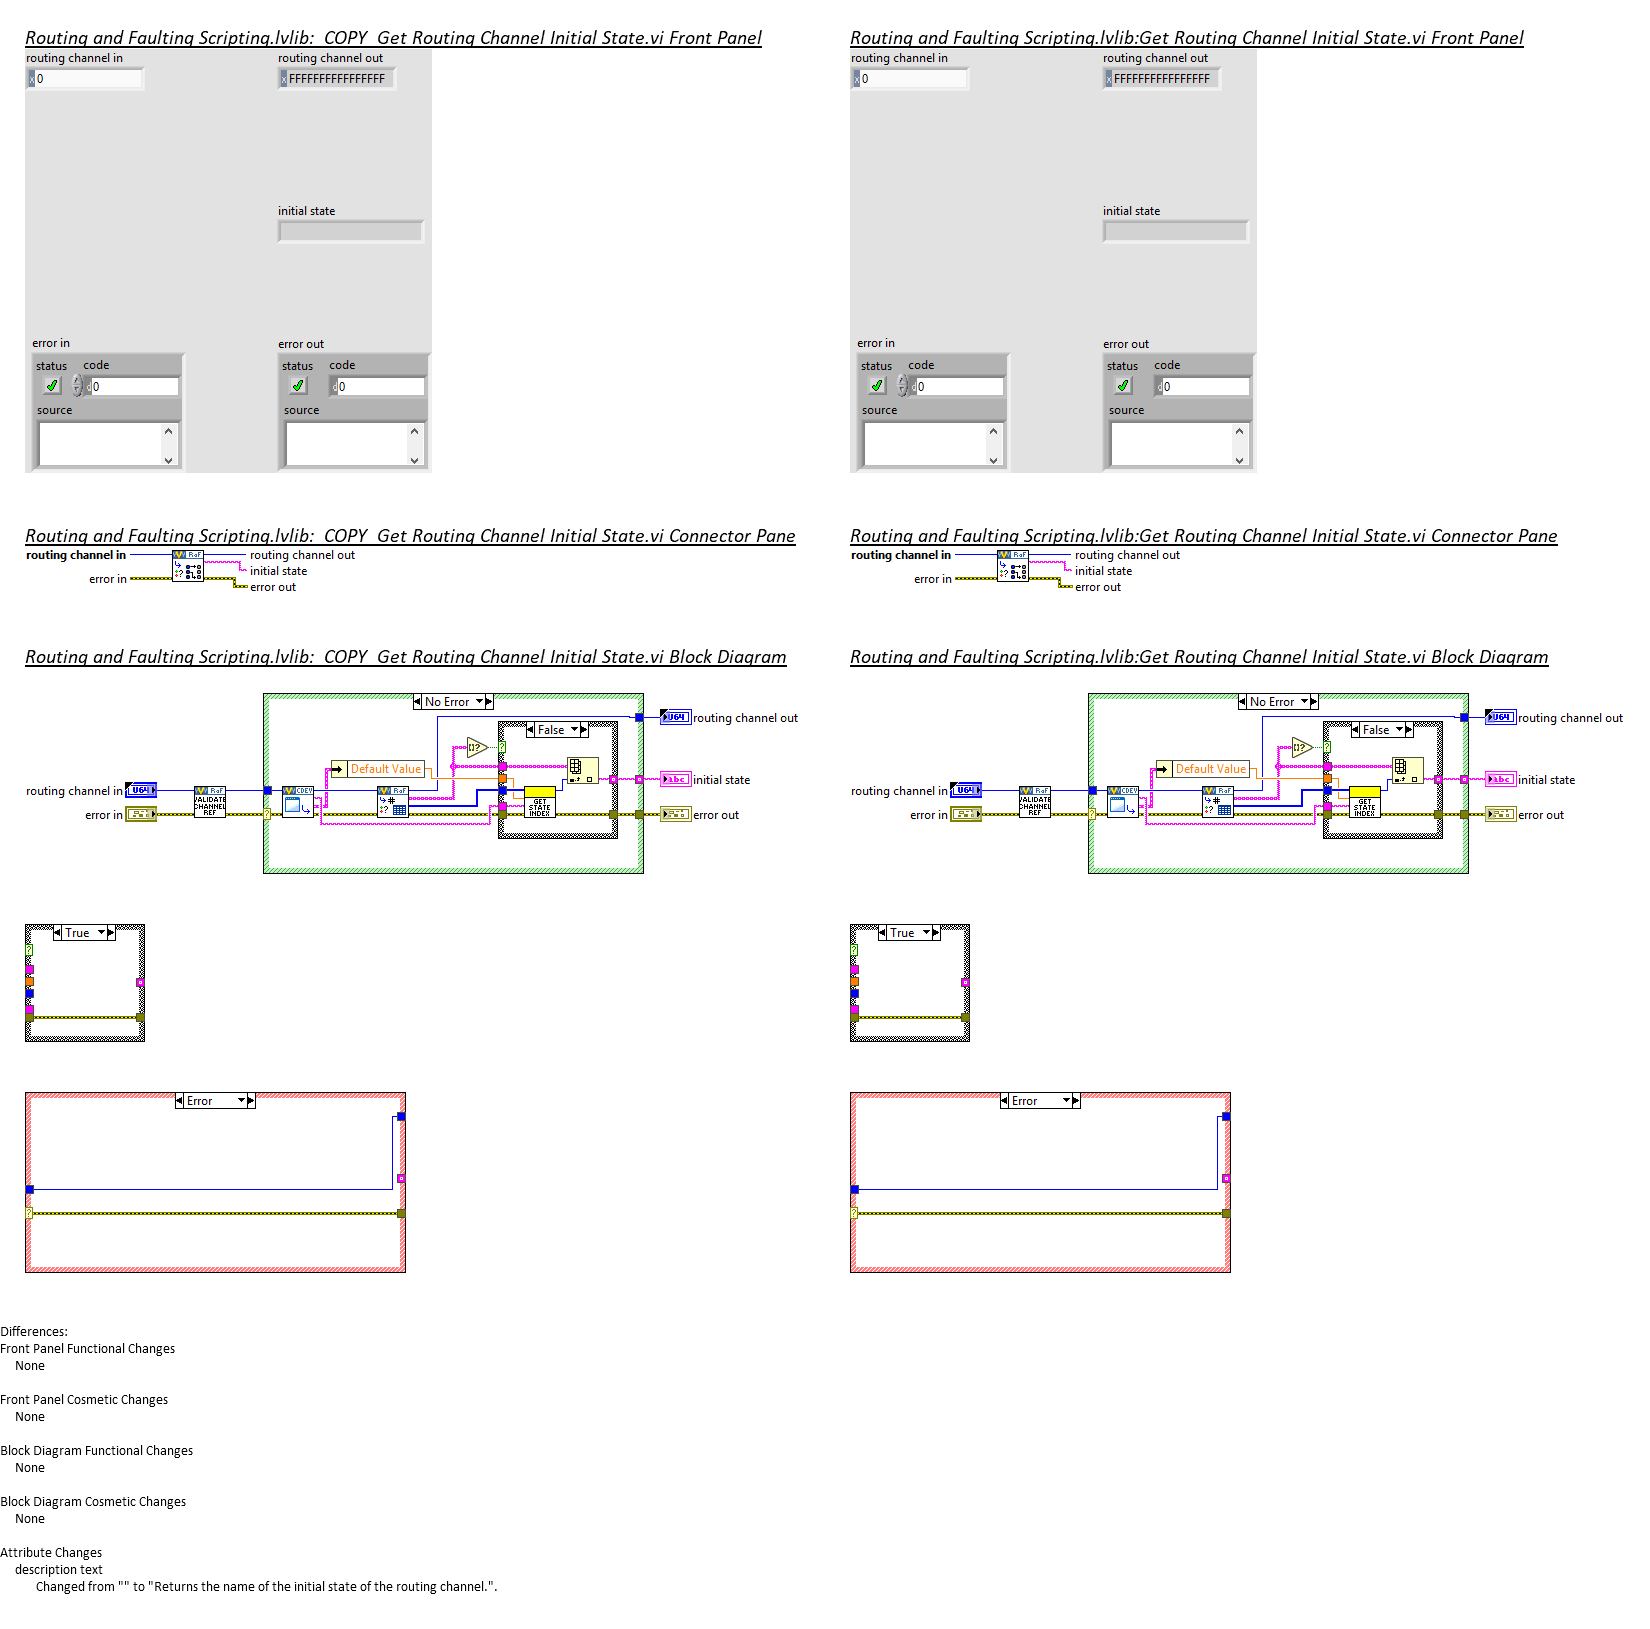 Routing and Faulting Scripting.lvlib:  COPY  Get Routing Channel Initial State.vi Front Panel
routing channel in
routing channel out
x 0
x FFFFFFFFFFFFFFFF
initial state
error in
error out
status code
status code
d 0
d 0
source
source
Routing and Faulting Scripting.lvlib:Get Routing Channel Initial State.vi Front Panel
routing channel in
routing channel out
x 0
x FFFFFFFFFFFFFFFF
initial state
error in
error out
status code
status code
d 0
d 0
source
source
Routing and Faulting Scripting.lvlib:  COPY  Get Routing Channel Initial State.vi Connector Pane
routing channel in
RaF
routing channel out
initial state
error in
error out
Routing and Faulting Scripting.lvlib:Get Routing Channel Initial State.vi Connector Pane
routing channel in
RaF
routing channel out
initial state
error in
error out
Routing and Faulting Scripting.lvlib:  COPY  Get Routing Channel Initial State.vi Block Diagram
No Error
U64
routing channel out
False
Default Value
abc
initial state
routing channel in
U64
RaF
VALIDATE
CHANNEL
REF
CDEV
RaF
GET
STATE
INDEX
error in
error out
True
Error
Routing and Faulting Scripting.lvlib:Get Routing Channel Initial State.vi Block Diagram
No Error
U64
routing channel out
False
Default Value
abc
initial state
routing channel in
U64
RaF
VALIDATE
CHANNEL
REF
CDEV
RaF
GET
STATE
INDEX
error in
error out
True
Error
Differences:
Front Panel Functional Changes
None
Front Panel Cosmetic Changes
None
Block Diagram Functional Changes
None
Block Diagram Cosmetic Changes
None
Attribute Changes
description text
Changed from "" to "Returns the name of the initial state of the routing channel.".